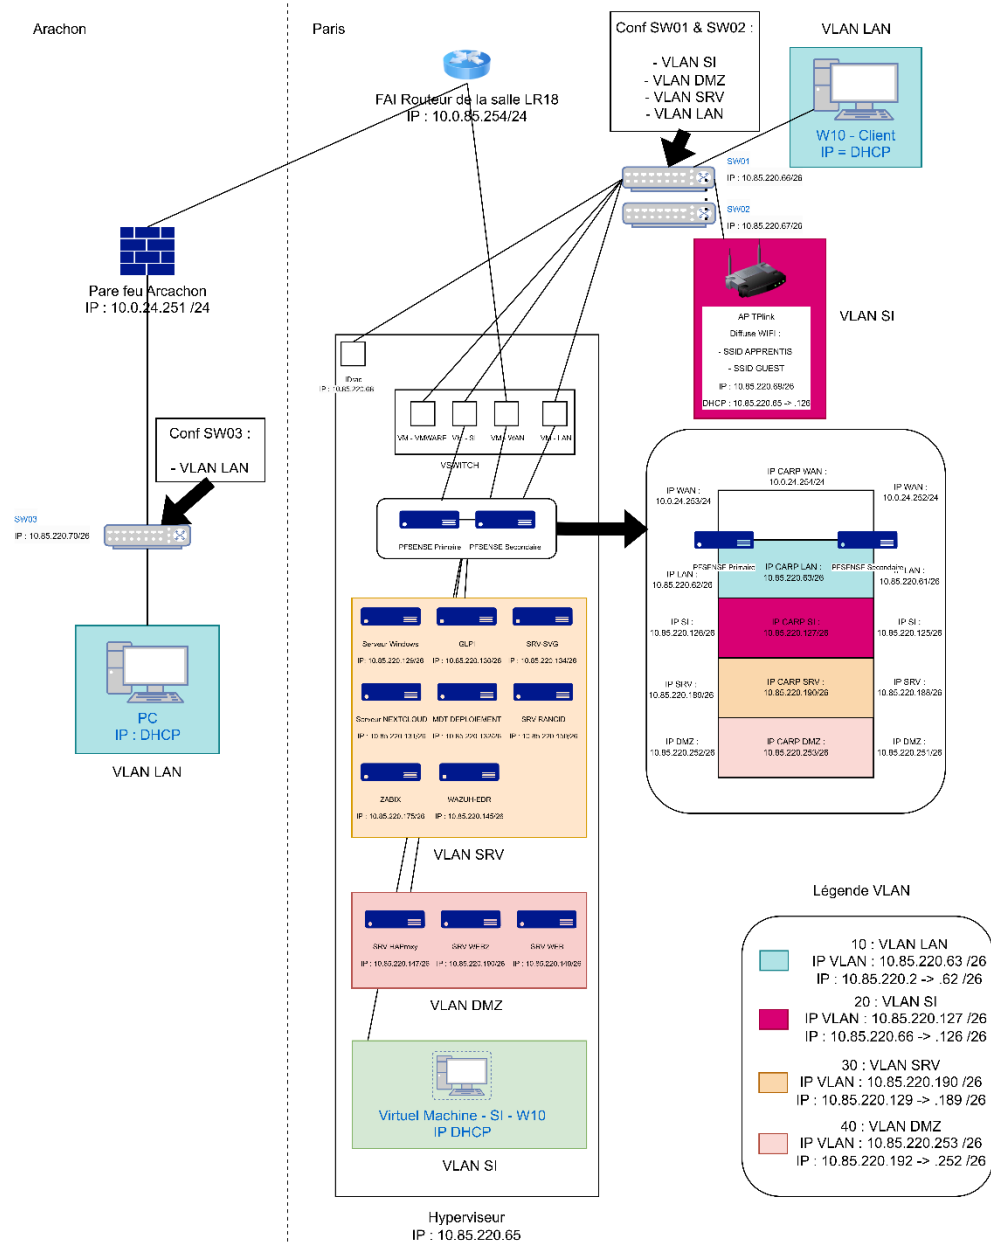 Arachon
Paris
FAI Routeur de la salle LR18
IP : 10.0.85.254/24
Conf SW01 & SW02 :
- VLAN SI
- VLAN DMZ
- VLAN SRV
- VLAN LAN
VLAN LAN
W10 - Client
IP = DHCP
SW01
IP : 10.85.220.66/26
SW02
IP : 10.85.220.67/26
Pare feu Arcachon
IP : 10.0.24.251 /24
VLAN SI
AP TPlink
Diffuse WIFI :
- SSID APPRENTIS
- SSID GUEST
IP : 10.85.220.69/26
DHCP : 10.85.220.65 -> .126
IDrac
IP : 10.85.220.68
VM - VMWARE
VM - SI
VM - WAN
VM - LAN
VSWITCH
Conf SW03 :
- VLAN LAN
SW03
IP : 10.85.220.70/26
PC
IP : DHCP
VLAN LAN
PFSENSE Primaire
PFSENSE Secondaire
IP CARP WAN :
10.0.24.254/24
IP WAN :
10.0.24.253/24
IP WAN :
10.0.24.252/24
PFSENSE Primaire
PFSENSE Secondaire
IP LAN :
10.85.220.62/26
IP CARP LAN :
10.85.220.63/26
IP LAN :
10.85.220.61/26
IP SI :
10.85.220.126/26
IP CARP SI :
10.85.220.127/26
IP SI :
10.85.220.125/26
IP SRV :
10.85.220.189/26
IP CARP SRV :
10.85.220.190/26
IP SRV :
10.85.220.188/26
IP DMZ :
10.85.220.252/26
IP CARP DMZ :
10.85.220.253/26
IP DMZ :
10.85.220.251/26
Serveur Windows
IP : 10.85.220.129/26
GLPI
SRV SVG
IP : 10.85.220.134/26
Serveur NEXTCLOUD
MDT DEPLOIEMENT
SRV RANCID
ZABIX
IP : 10.85.220.175/26
WAZUH-EDR
IP : 10.85.220.145/26
VLAN SRV
SRV HAProxy
SRV WEB2
SRV WEB
VLAN DMZ
Virtuel Machine - SI - W10
IP DHCP
VLAN SI
Hyperviseur
IP : 10.85.220.65
Légende VLAN
10 : VLAN LAN
IP VLAN : 10.85.220.63 /26
IP : 10.85.220.2 -> .62 /26
20 : VLAN SI
IP VLAN : 10.85.220.127 /26
IP : 10.85.220.66 -> .126 /26
30 : VLAN SRV
IP VLAN : 10.85.220.190 /26
IP : 10.85.220.129 -> .189 /26
40 : VLAN DMZ
IP VLAN : 10.85.220.253 /26
IP : 10.85.220.192 -> .252 /26